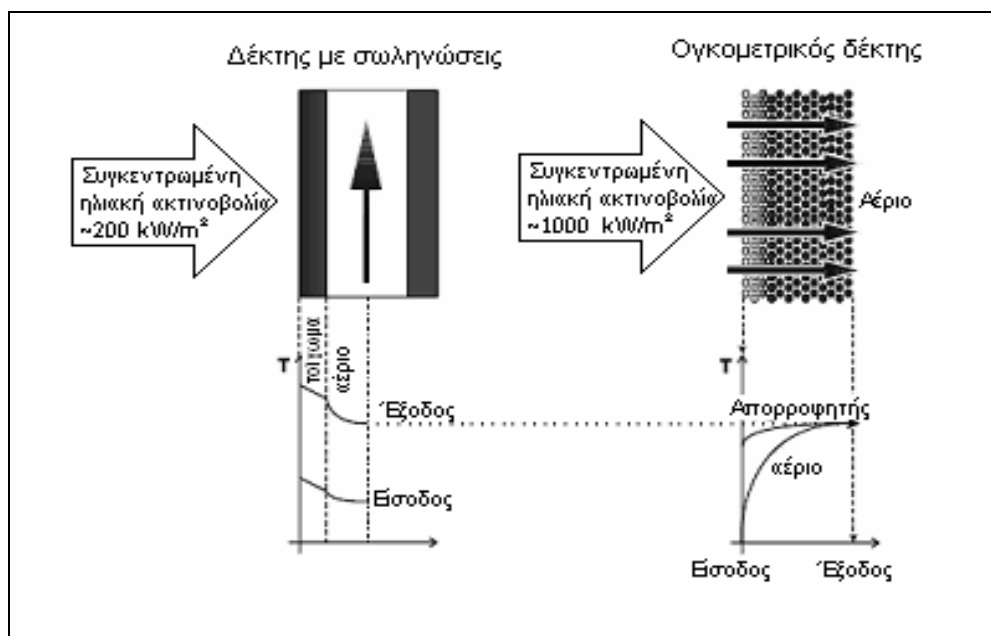 Δέκτης με σωληνώσεις
Ογκομετρικός δέκτης
Συγκεντρωμένη
ηλιακή ακτινοβολία
~200 kW/m²
Συγκεντρωμένη
ηλιακή ακτινοβολία
~1000 kW/m²
Αέριο
T
τοίχωμα
αέριο
Έξοδος
Είσοδος
T
Απορροφητής
αέριο
Είσοδος
Έξοδος